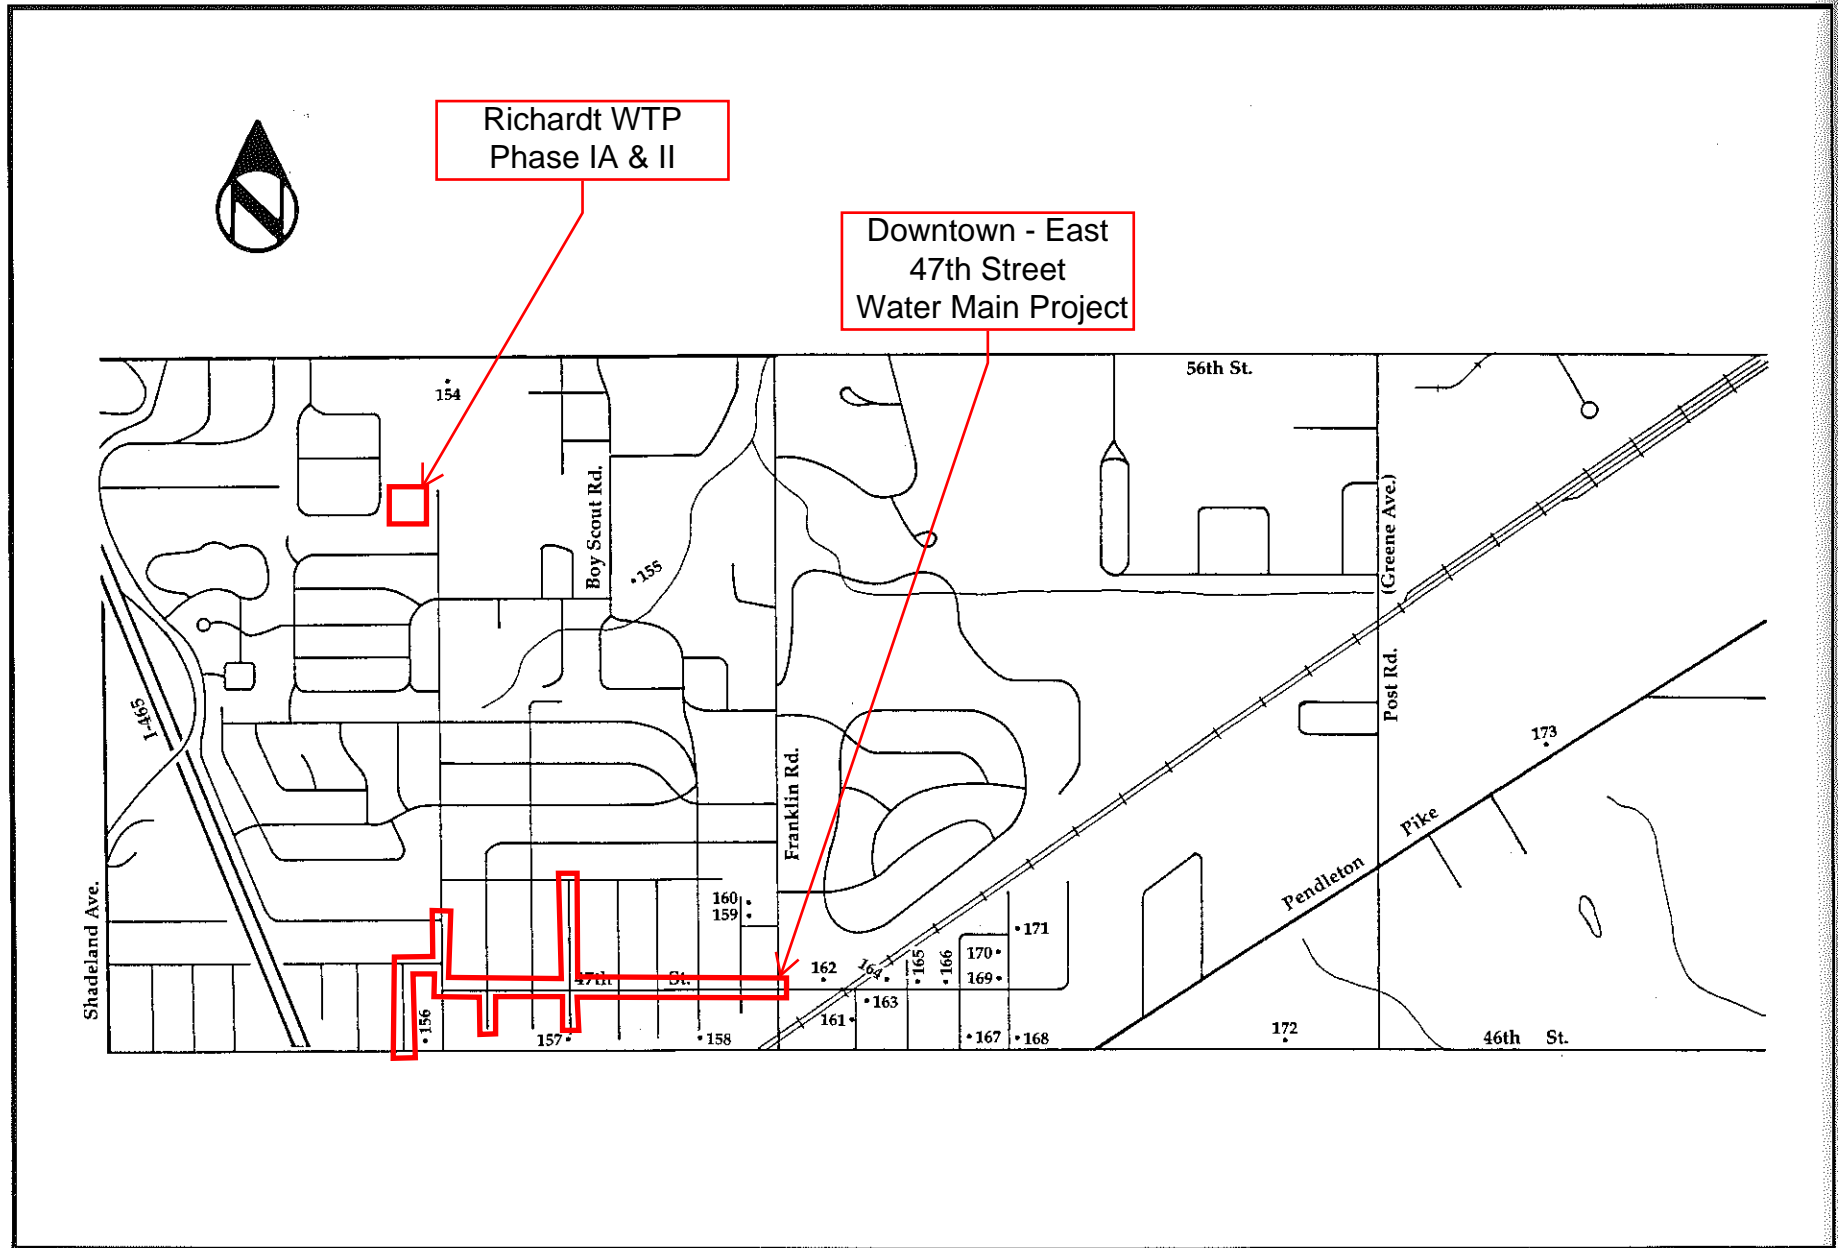 Richardt WTP
Phase IA & II
N
Downtown - East
47th Street
Water Main Project
56th St.
154
Boy Scout Rd.
155
(Greene Ave.)
Post Rd.
I-465
173
Franklin Rd.
Pike
Pendleton
Shadeland Ave.
160
159
171
170
162
164
165
166
169
47th St.
163
161
156
157
158
167
168
172
46th St.